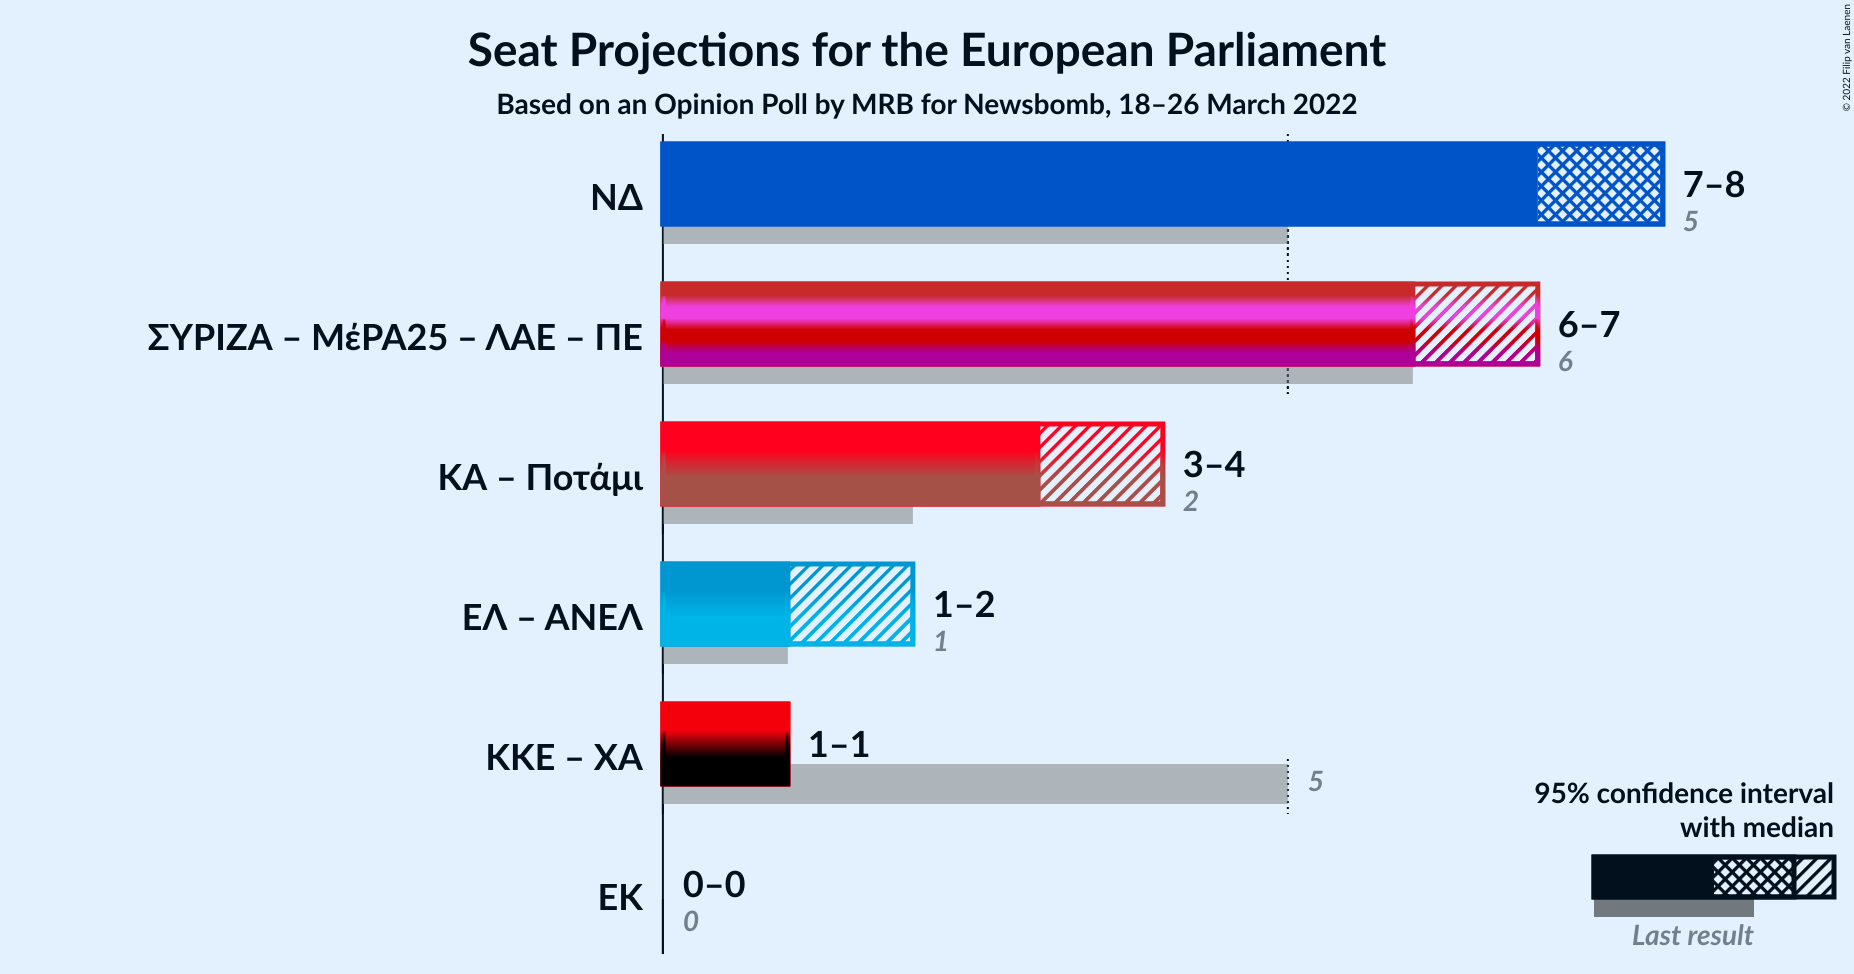 Seat Projections for the European Parliament
Based on an Opinion Poll by MRB for Newsbomb, 18–26 March 2022
© 2022 Filip van Laenen
ΝΔ
7–8
5
ΣΥΡΙΖΑ – ΜέΡΑ25 – ΛΑΕ – ΠΕ
6–7
6
ΚΑ – Ποτάμι
3–4
2
ΕΛ – ΑΝΕΛ
1–2
1
ΚΚΕ – ΧΑ
1–1
5
ΕΚ
0–0
0
95% confidence interval
with median
Last result